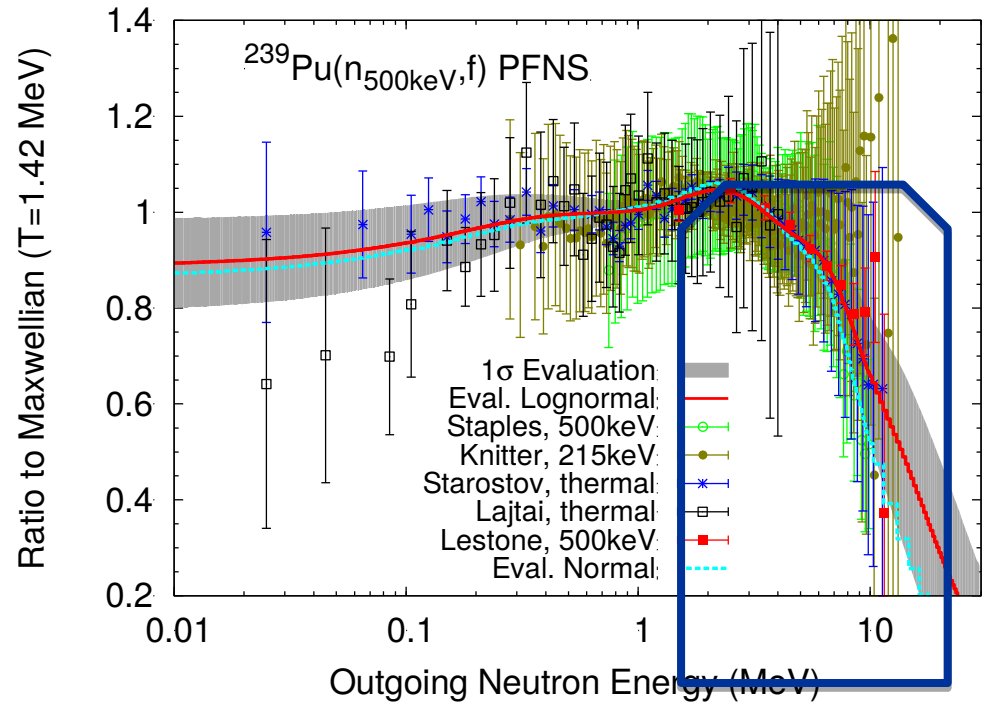 1.4
1.2
1
0.8
0.6
0.4
0.2
Ratio to Maxwellian (T=1.42 MeV)
²³⁹Pu(n₅₀₀ₖₑV,f) PFNS
1σ Evaluation
Eval. Lognormal
Staples, 500keV
Knitter, 215keV
Starostov, thermal
Lajtai, thermal
Lestone, 500keV
Eval. Normal
0.01 0.1 1 10
Outgoing Neutron Energy (MeV)